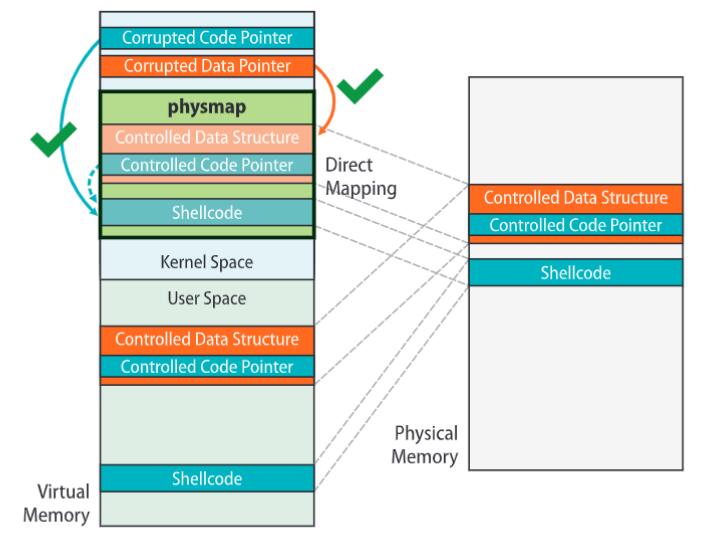 Corrupted Code Pointer
Corrupted Data Pointer
physmap
Controlled Data Structure
Controlled Code Pointer
Shellcode
Direct
Mapping
Kernel Space
User Space
Controlled Data Structure
Controlled Code Pointer
Shellcode
Virtual
Memory
Controlled Data Structure
Controlled Code Pointer
Shellcode
Physical
Memory